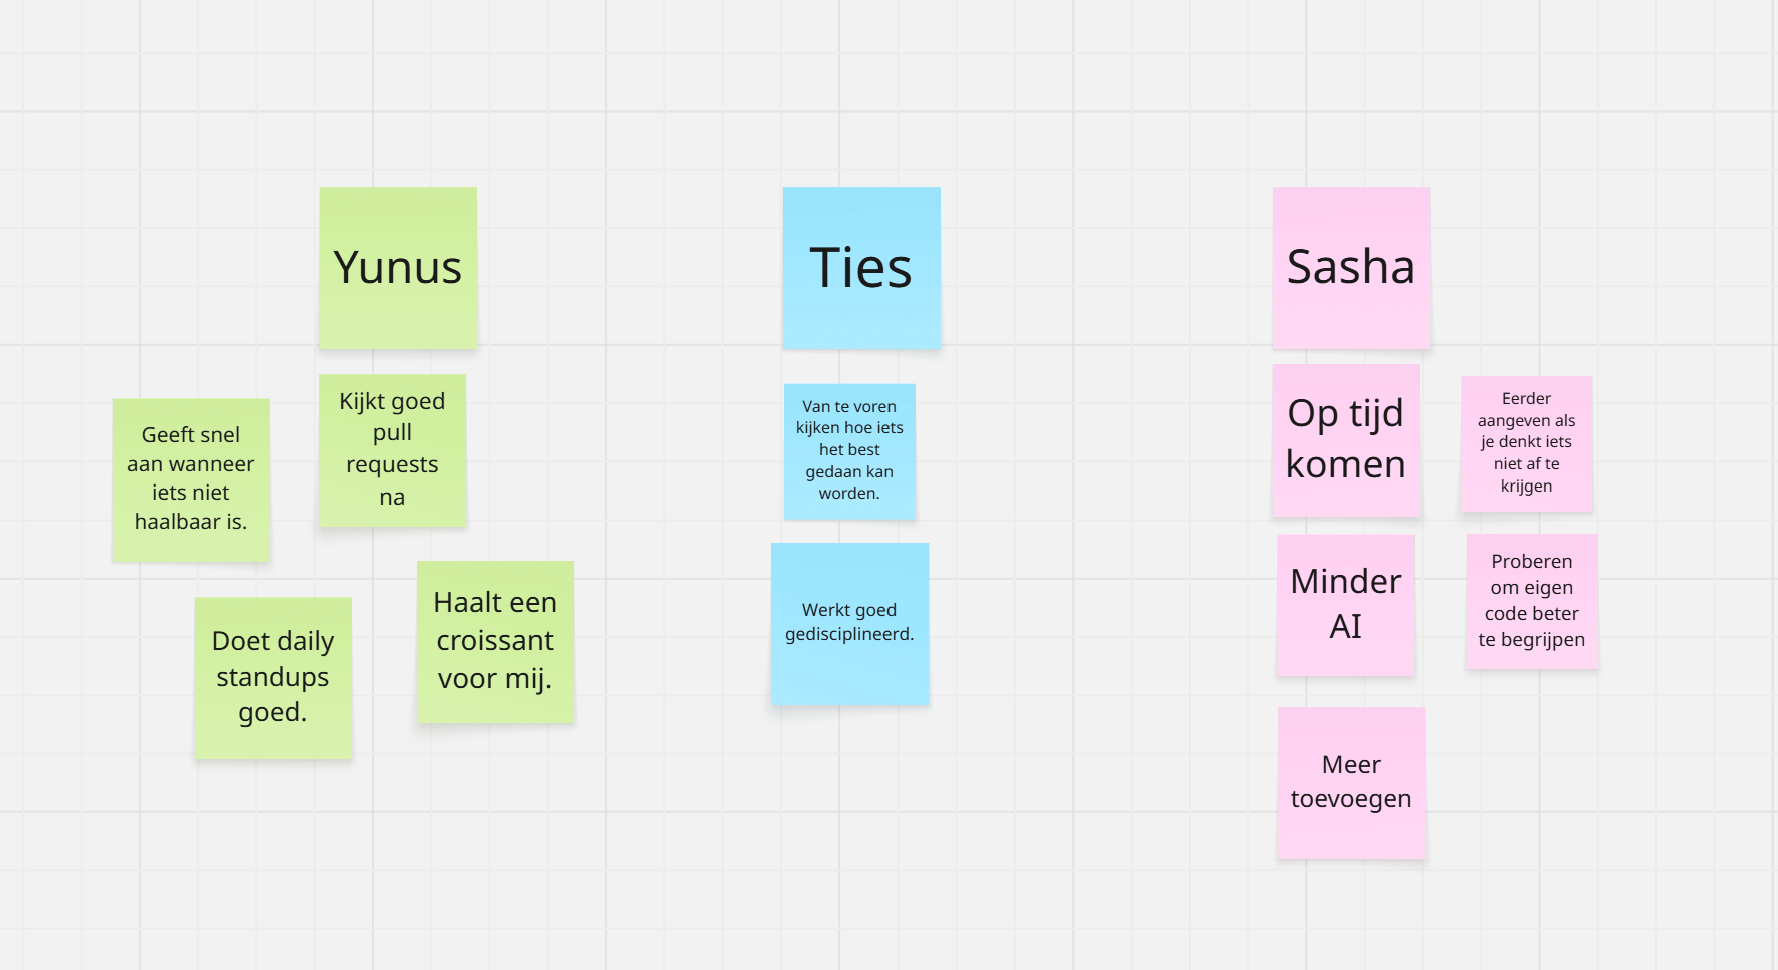 Yunus
Geeft snel
aan wanneer
iets niet
haalbaar is.
Kijkt goed
pull
requests
na
Doet daily
standups
goed.
Haalt een
croissant
voor mij.
Ties
Van te voren
kijken hoe iets
het best
gedaan kan
worden.
Werkt goed
gedisciplineerd.
Sasha
Op tijd
komen
Eerder
aangeven als
je denkt iets
niet af te
krijgen
Minder
AI
Proberen
om eigen
code beter
te begrijpen
Meer
toevoegen